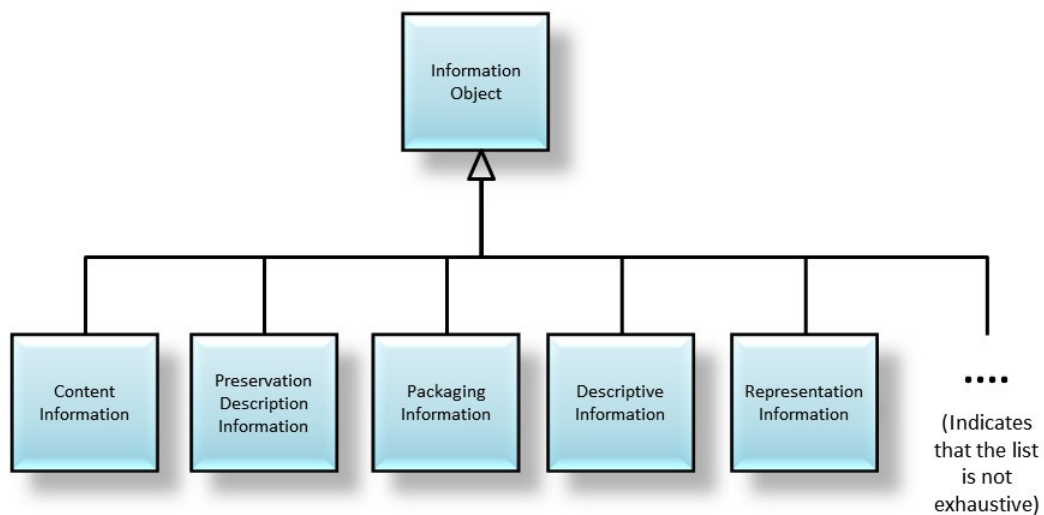 Information
Object
Content
Information
Preservation
Description
Information
Packaging
Information
Descriptive
Information
Representation
Information
....
(Indicates
that the list
is not
exhaustive)